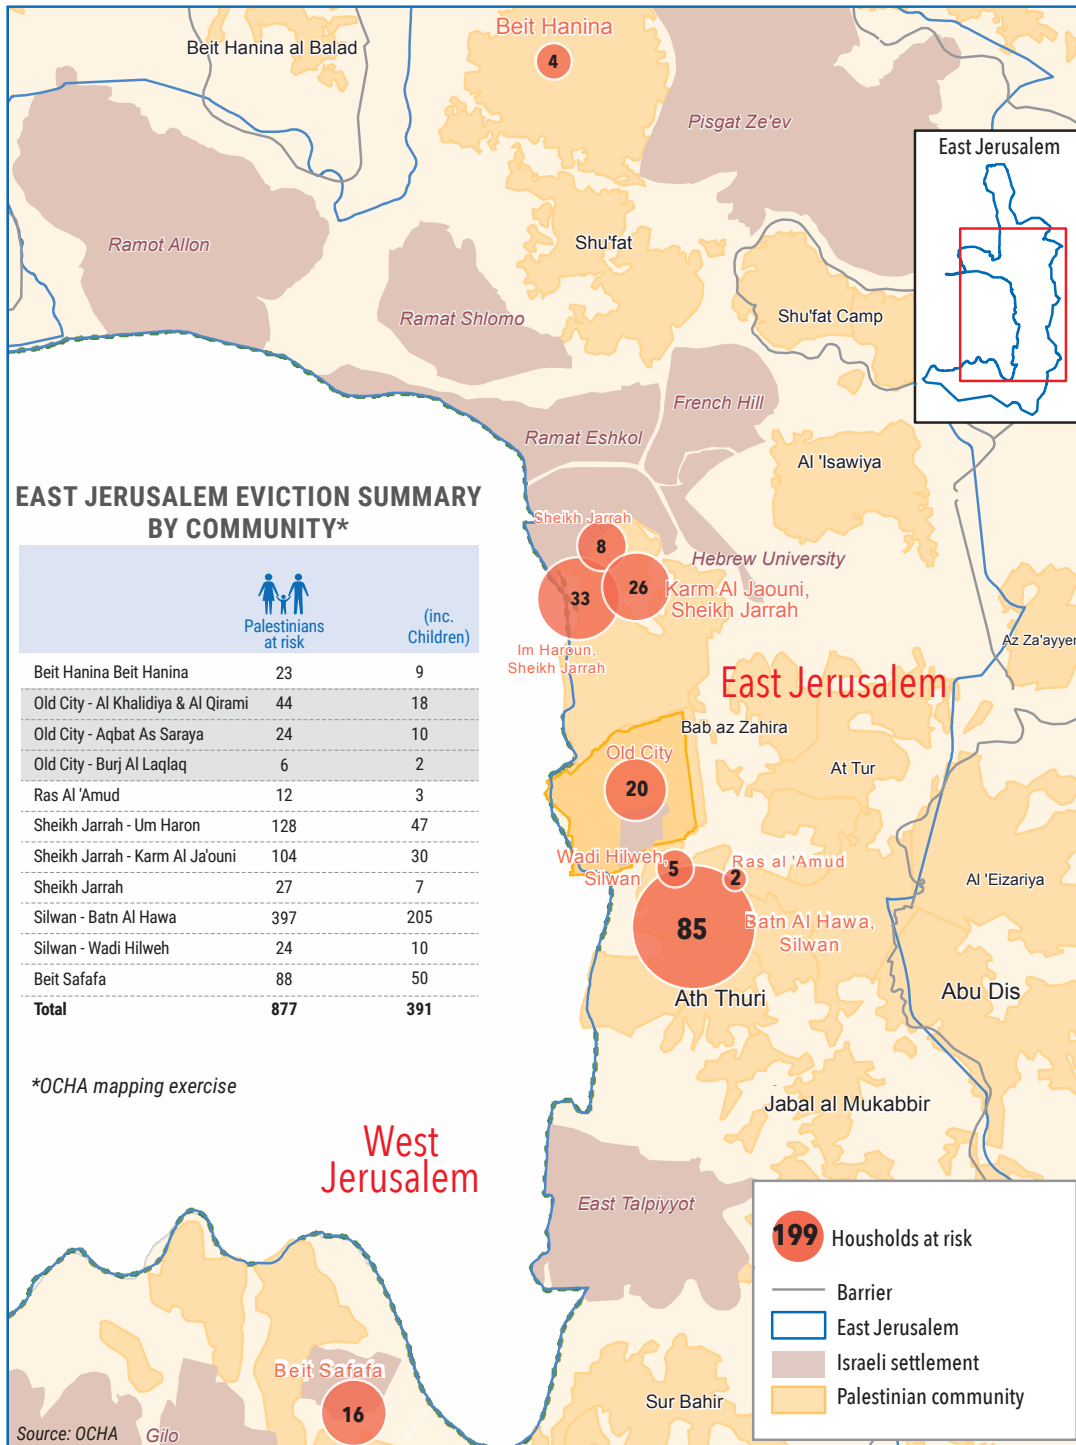 Beit Hanina
Beit Hanina al Balad
4
Pisgat Ze'ev
East Jerusalem
Ramot Allon
Shu'fat
Ramat Shlomo
Shu'fat Camp
French Hill
Ramat Eshkol
Al 'Isawiya
EAST JERUSALEM EVICTION SUMMARY
BY COMMUNITY*
Palestinians
at risk
(inc.
Children)
Beit Hanina Beit Hanina 23 9
Old City - Al Khalidiya & Al Qirami 44 18
Old City - Aqbat As Saraya 24 10
Old City - Burj Al Laqlaq 6 2
Ras Al 'Amud 12 3
Sheikh Jarrah - Um Haron 128 47
Sheikh Jarrah - Karm Al Ja'ouni 104 30
Sheikh Jarrah 27 7
Silwan - Batn Al Hawa 397 205
Silwan - Wadi Hilweh 24 10
Beit Safafa 88 50
Total 877 391
*OCHA mapping exercise
Sheikh Jarrah
8
Hebrew University
33
26
Karm Al Jaouni,
Sheikh Jarrah
Im Haroun,
Sheikh Jarrah
Az Za'ayyem
East Jerusalem
Bab az Zahira
Old City
20
At Tur
Wadi Hilweh,
Silwan
5
Ras al 'Amud
2
Al 'Eizariya
85
Batn Al Hawa,
Silwan
Ath Thuri
Abu Dis
Jabal al Mukabbir
West
Jerusalem
East Talpiyyot
199 Housholds at risk
Barrier
East Jerusalem
Israeli settlement
Palestinian community
Beit Safafa
16
Sur Bahir
Source: OCHA
Gilo